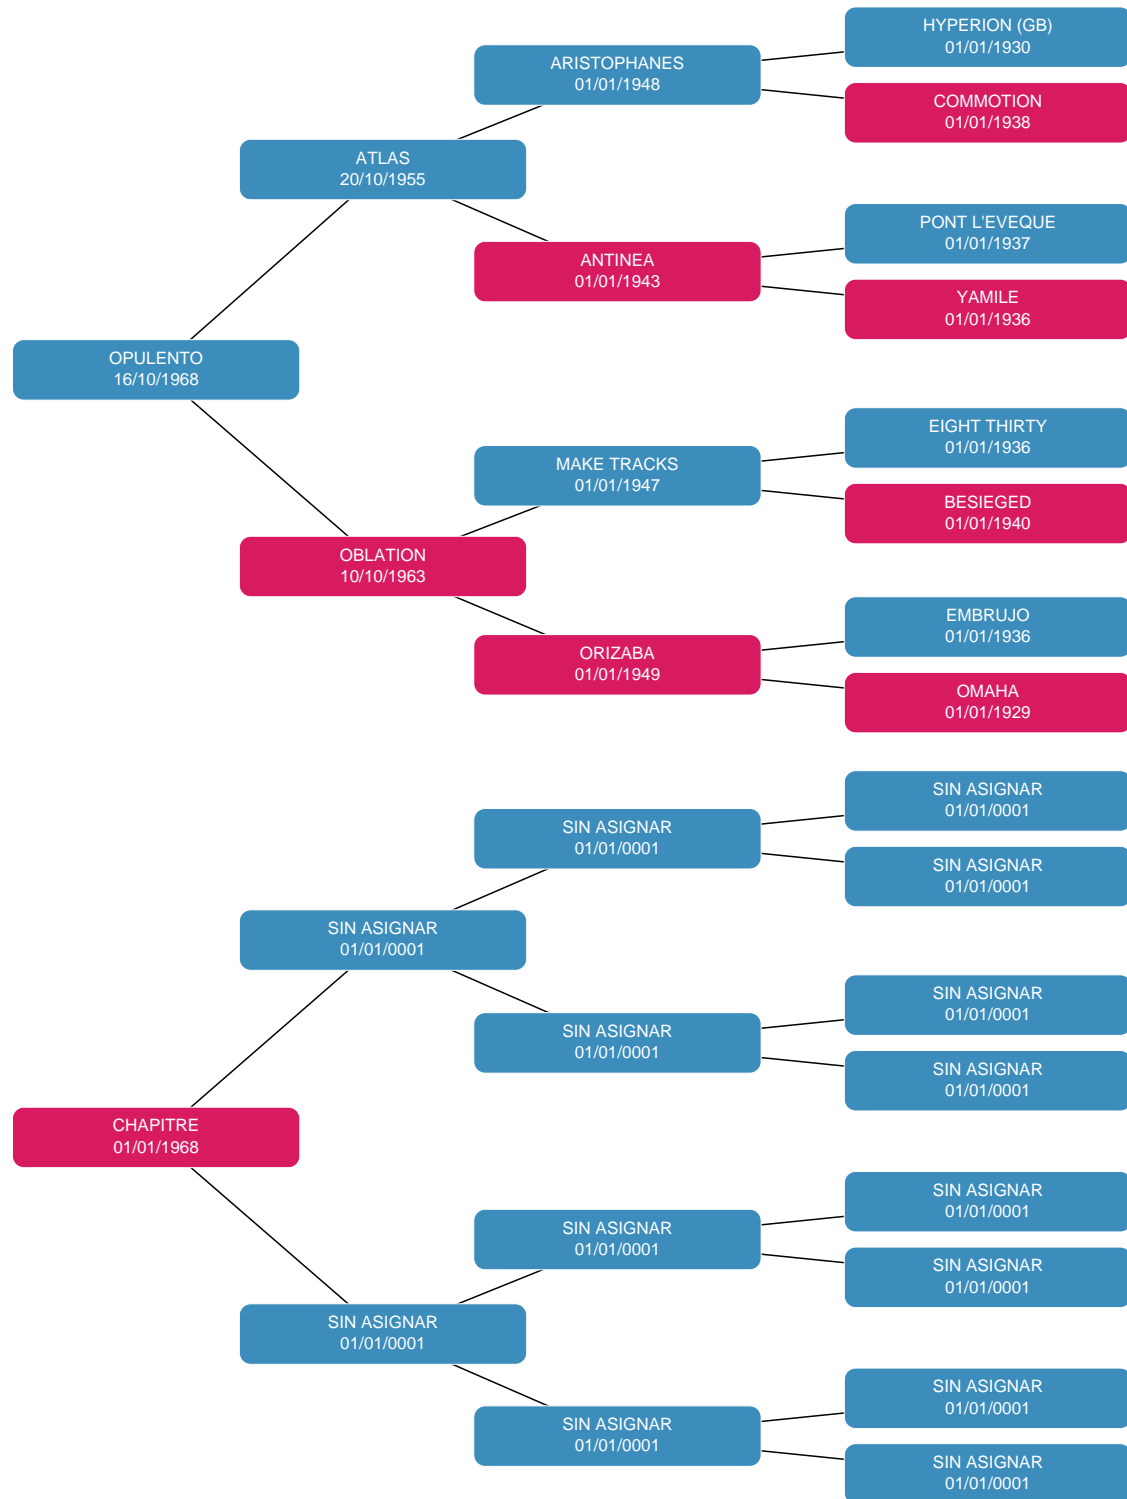 HYPERION (GB)
01/01/1930
ARISTOPHANES
01/01/1948
COMMOTION
01/01/1938
ATLAS
20/10/1955
PONT L'EVEQUE
01/01/1937
ANTINEA
01/01/1943
YAMILE
01/01/1936
OPULENTO
16/10/1968
EIGHT THIRTY
01/01/1936
MAKE TRACKS
01/01/1947
BESIEGED
01/01/1940
OBLATION
10/10/1963
EMBRUJO
01/01/1936
ORIZABA
01/01/1949
OMAHA
01/01/1929
SIN ASIGNAR
01/01/0001
SIN ASIGNAR
01/01/0001
SIN ASIGNAR
01/01/0001
SIN ASIGNAR
01/01/0001
SIN ASIGNAR
01/01/0001
SIN ASIGNAR
01/01/0001
SIN ASIGNAR
01/01/0001
CHAPITRE
01/01/1968
SIN ASIGNAR
01/01/0001
SIN ASIGNAR
01/01/0001
SIN ASIGNAR
01/01/0001
SIN ASIGNAR
01/01/0001
SIN ASIGNAR
01/01/0001
SIN ASIGNAR
01/01/0001
SIN ASIGNAR
01/01/0001